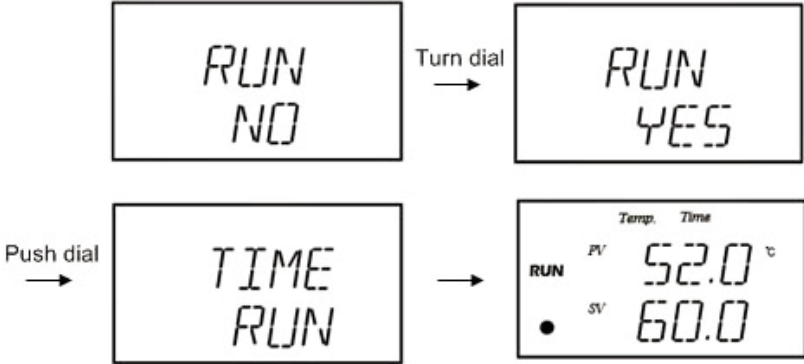 RUN
NO
Turn dial
RUN
YES
Push dial
TIME
RUN
Temp. Time
PV 52.0 ℃
RUN
SV 60.0